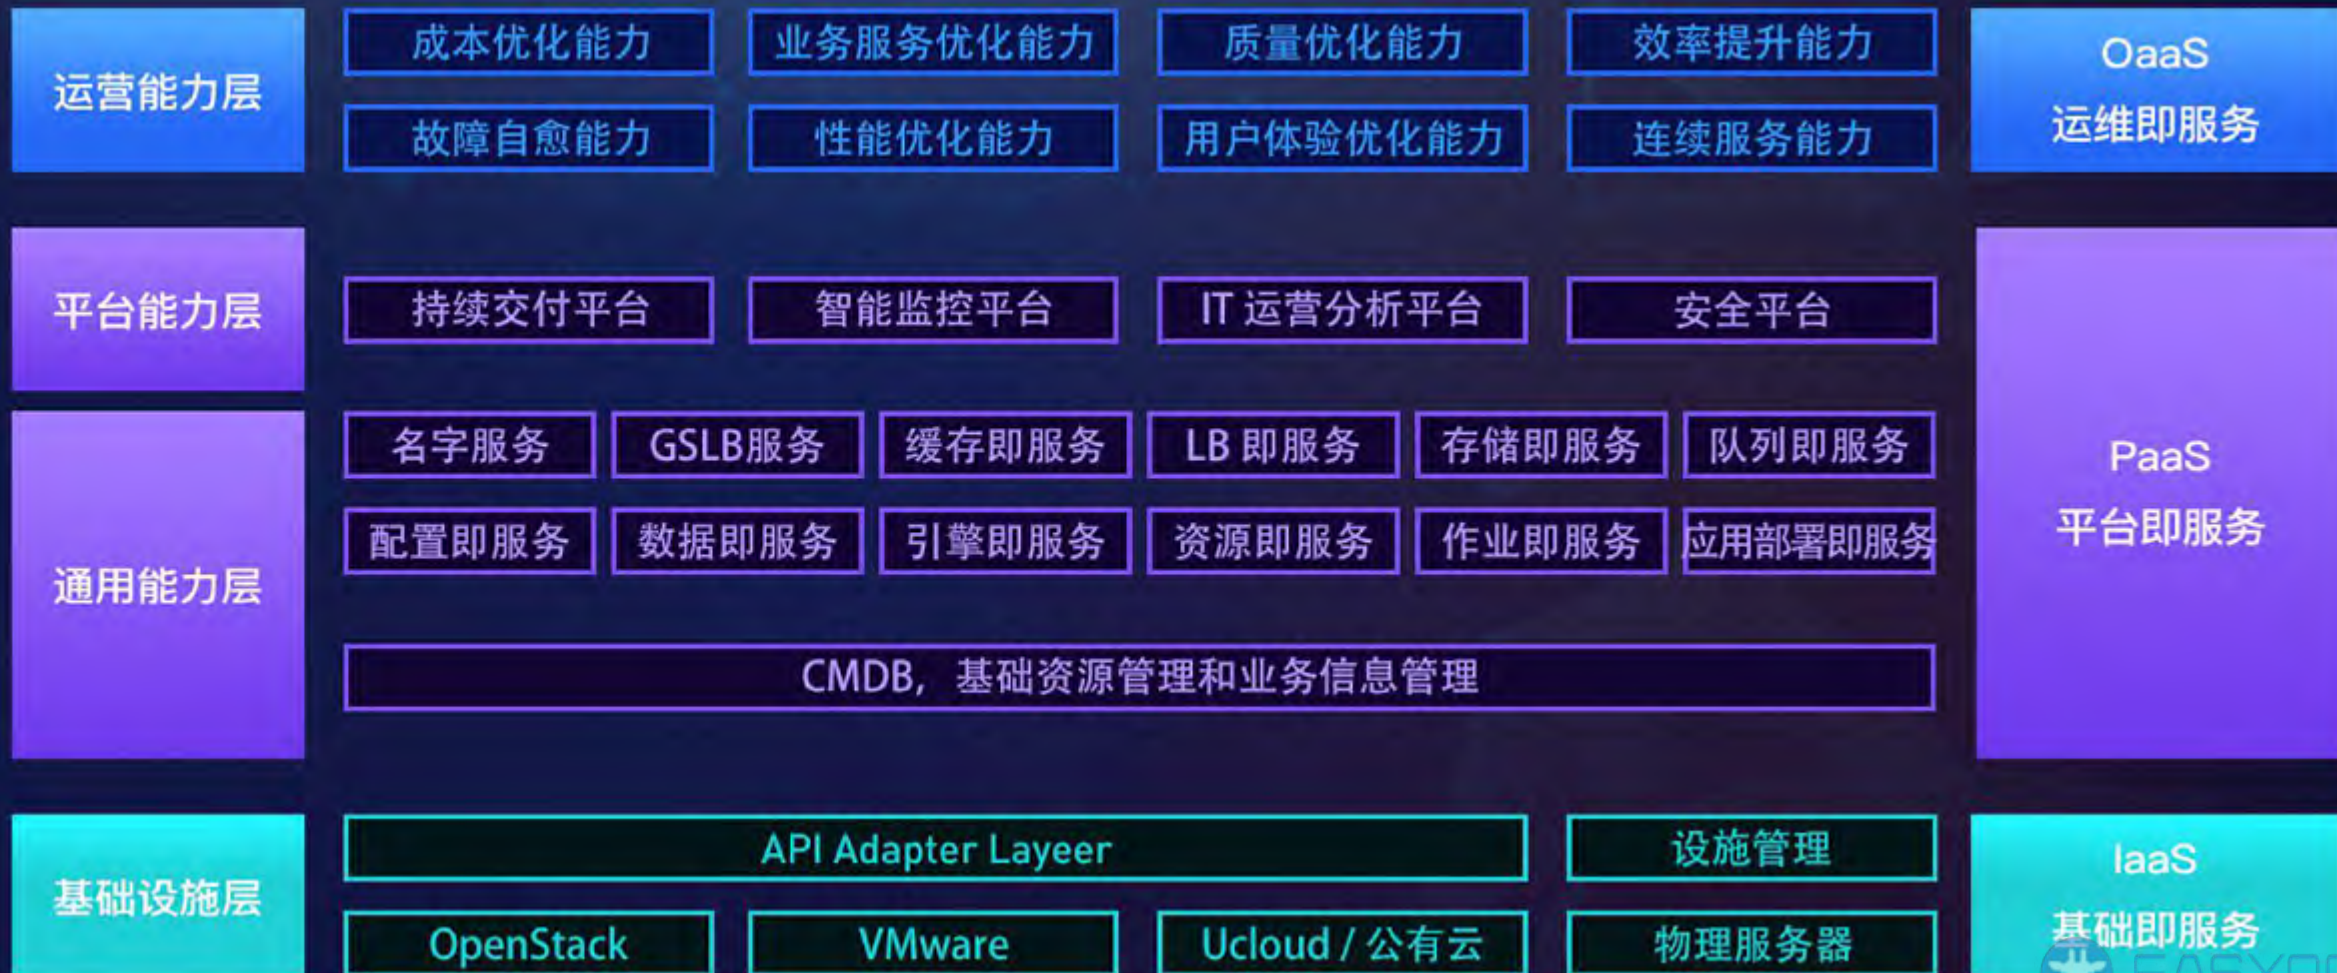 运营能力层
成本优化能力
业务服务优化能力
质量优化能力
效率提升能力
故障自愈能力
性能优化能力
用户体验优化能力
连续服务能力
OaaS
运维即服务
平台能力层
持续交付平台
智能监控平台
IT 运营分析平台
安全平台
通用能力层
名字服务
GSLB服务
缓存即服务
LB 即服务
存储即服务
队列即服务
配置即服务
数据即服务
引擎即服务
资源即服务
作业即服务
应用部署即服务
CMDB, 基础资源管理和业务信息管理
PaaS
平台即服务
基础设施层
API Adapter Layeer
设施管理
OpenStack
VMware
Ucloud / 公有云
物理服务器
IaaS
基础即服务